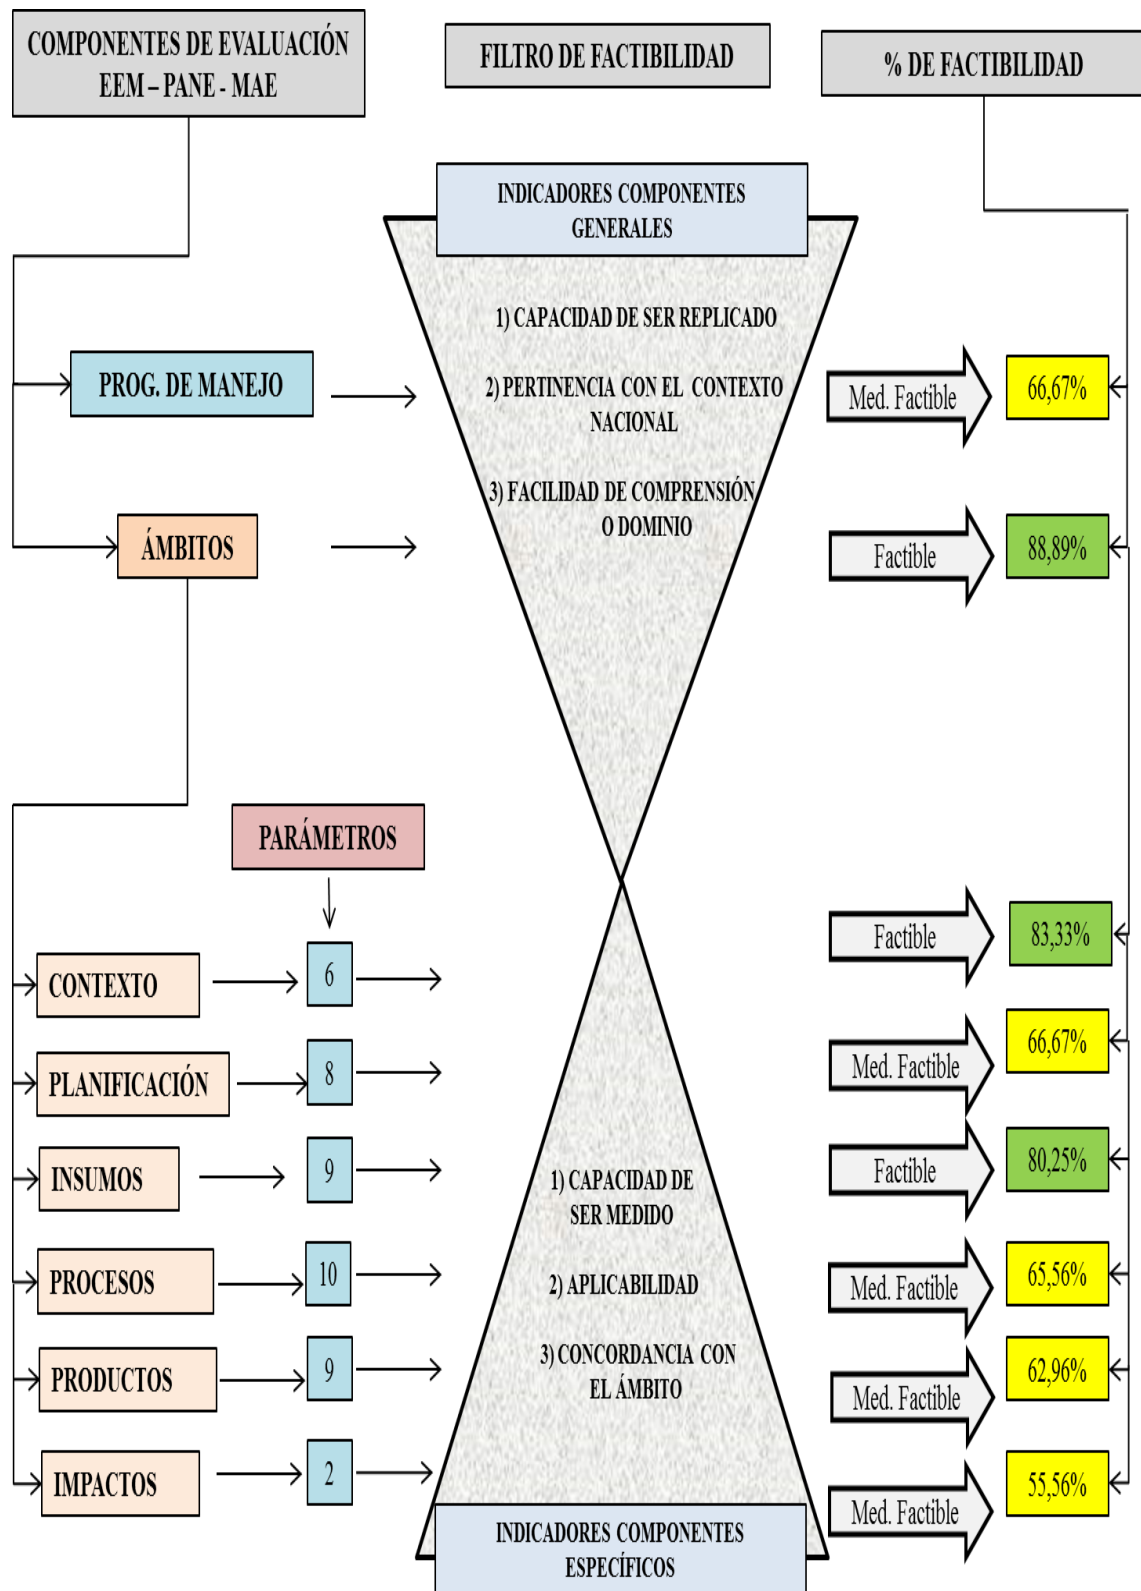 COMPONENTES DE EVALUACIÓN
EEM – PANE - MAE
FILTRO DE FACTIBILIDAD
% DE FACTIBILIDAD
INDICADORES COMPONENTES
GENERALES
1) CAPACIDAD DE SER REPLICADO
2) PERTINENCIA CON EL CONTEXTO
NACIONAL
3) FACILIDAD DE COMPRENSIÓN
O DOMINIO
PROG. DE MANEJO
Med. Factible
66,67%
ÁMBITOS
Factible
88,89%
PARÁMETROS
CONTEXTO
6
Factible
83,33%
PLANIFICACIÓN
8
Med. Factible
66,67%
INSUMOS
9
Factible
80,25%
PROCESOS
10
Med. Factible
65,56%
PRODUCTOS
9
Med. Factible
62,96%
IMPACTOS
2
Med. Factible
55,56%
1) CAPACIDAD DE
SER MEDIDO
2) APLICABILIDAD
3) CONCORDANCIA CON
EL ÁMBITO
INDICADORES COMPONENTES
ESPECÍFICOS